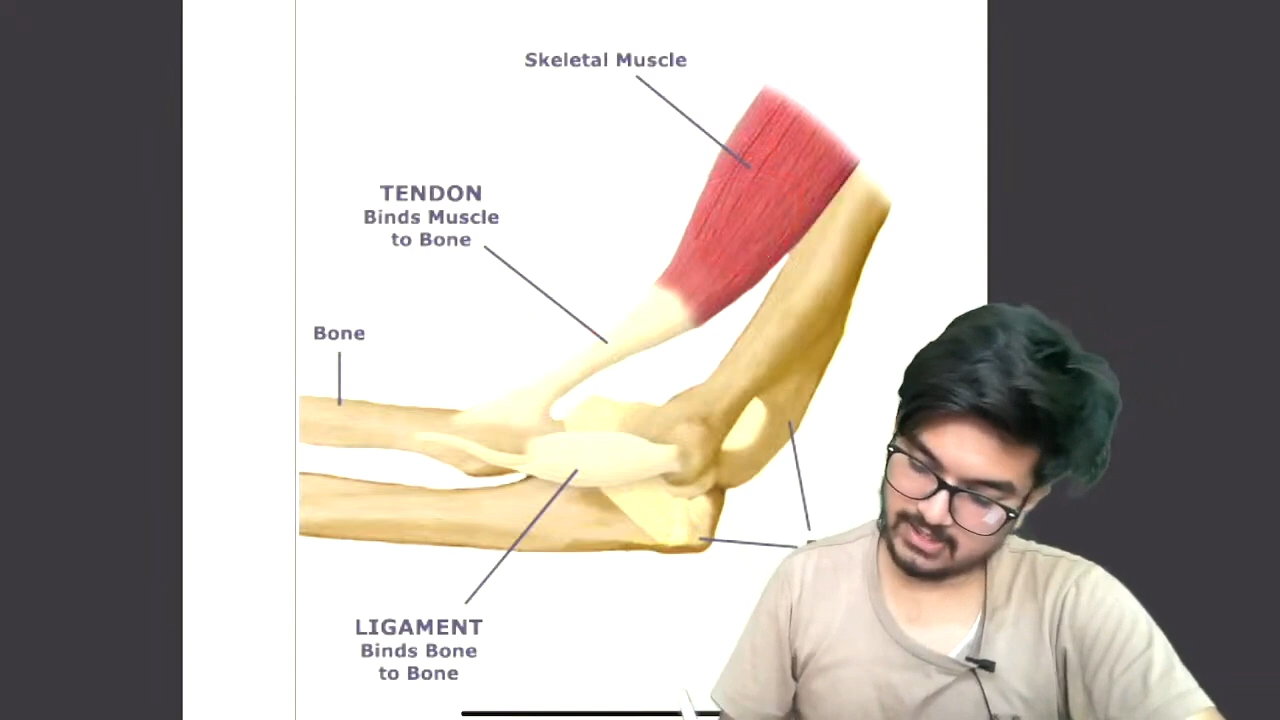 Skeletal Muscle
TENDON
Binds Muscle
to Bone
Bone
LIGAMENT
Binds Bone
to Bone